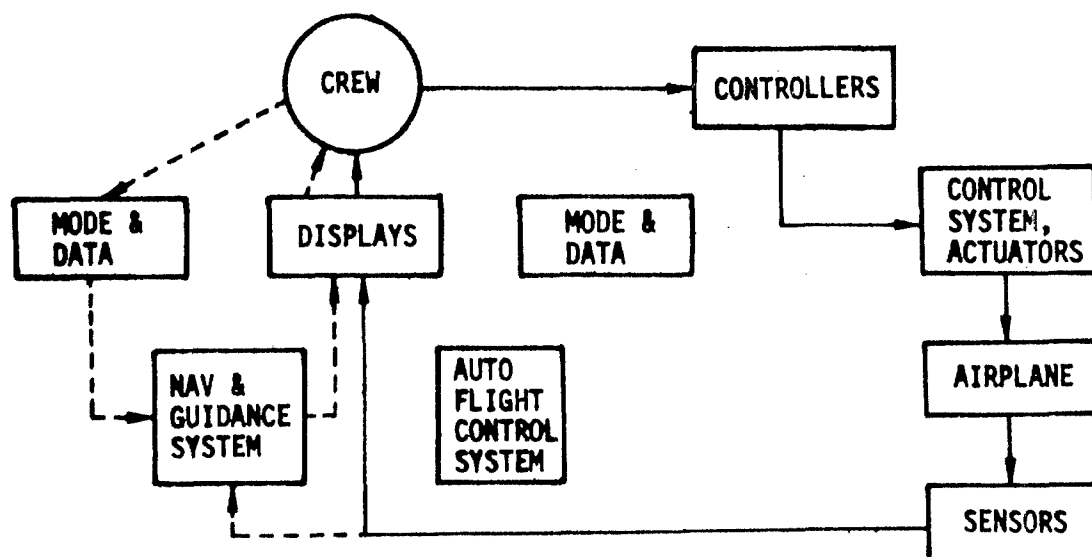 CREW
CONTROLLERS
MODE &
DATA
DISPLAYS
MODE &
DATA
CONTROL
SYSTEM,
ACTUATORS
NAV &
GUIDANCE
SYSTEM
AUTO
FLIGHT
CONTROL
SYSTEM
AIRPLANE
SENSORS